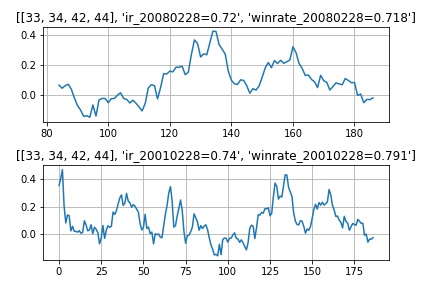 [[33, 34, 42, 44], 'ir_20080228=0.72', 'winrate_20080228=0.718']
0.4
0.2
0.0
80 100 120 140 160 180
[[33, 34, 42, 44], 'ir_20010228=0.74', 'winrate_20010228=0.791']
0.4
0.2
0.0
0 25 50 75 100 125 150 175